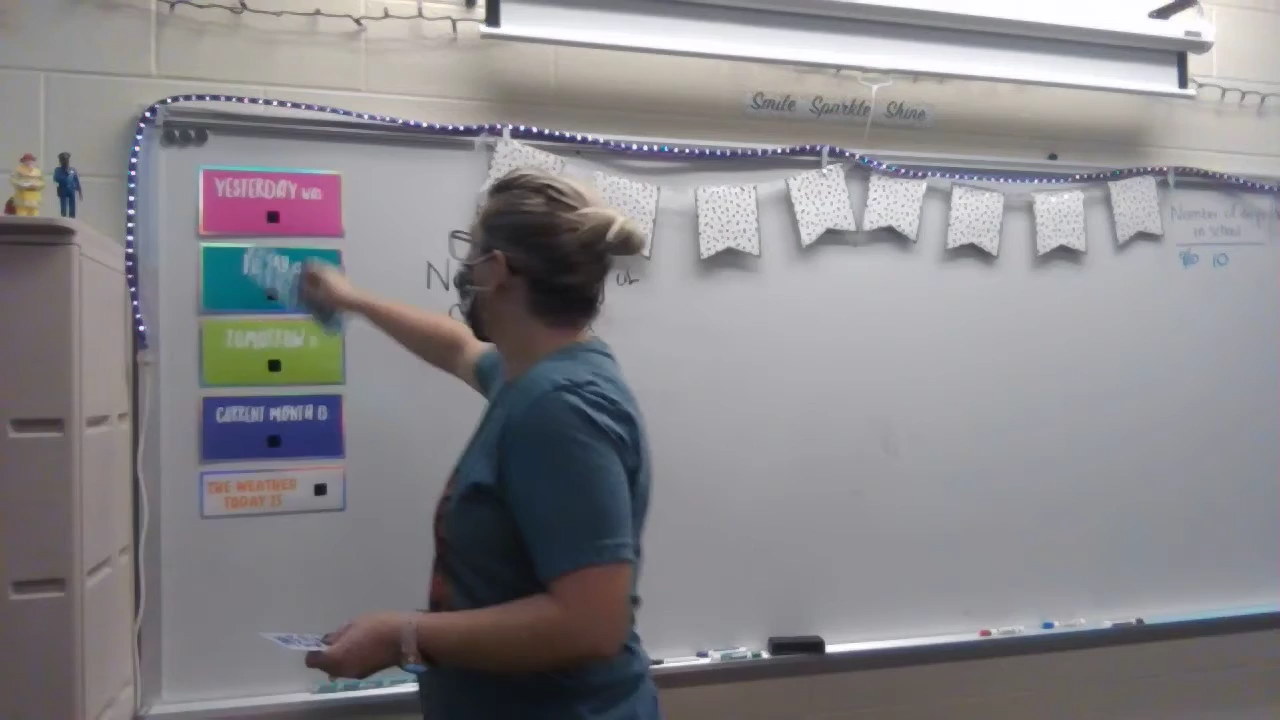 Smile Sparkle Shine
YESTERDAY WAS
TOMORROW is
CURRENT MONTH is
THE WEATHER
TODAY IS
Number of days
in school
10